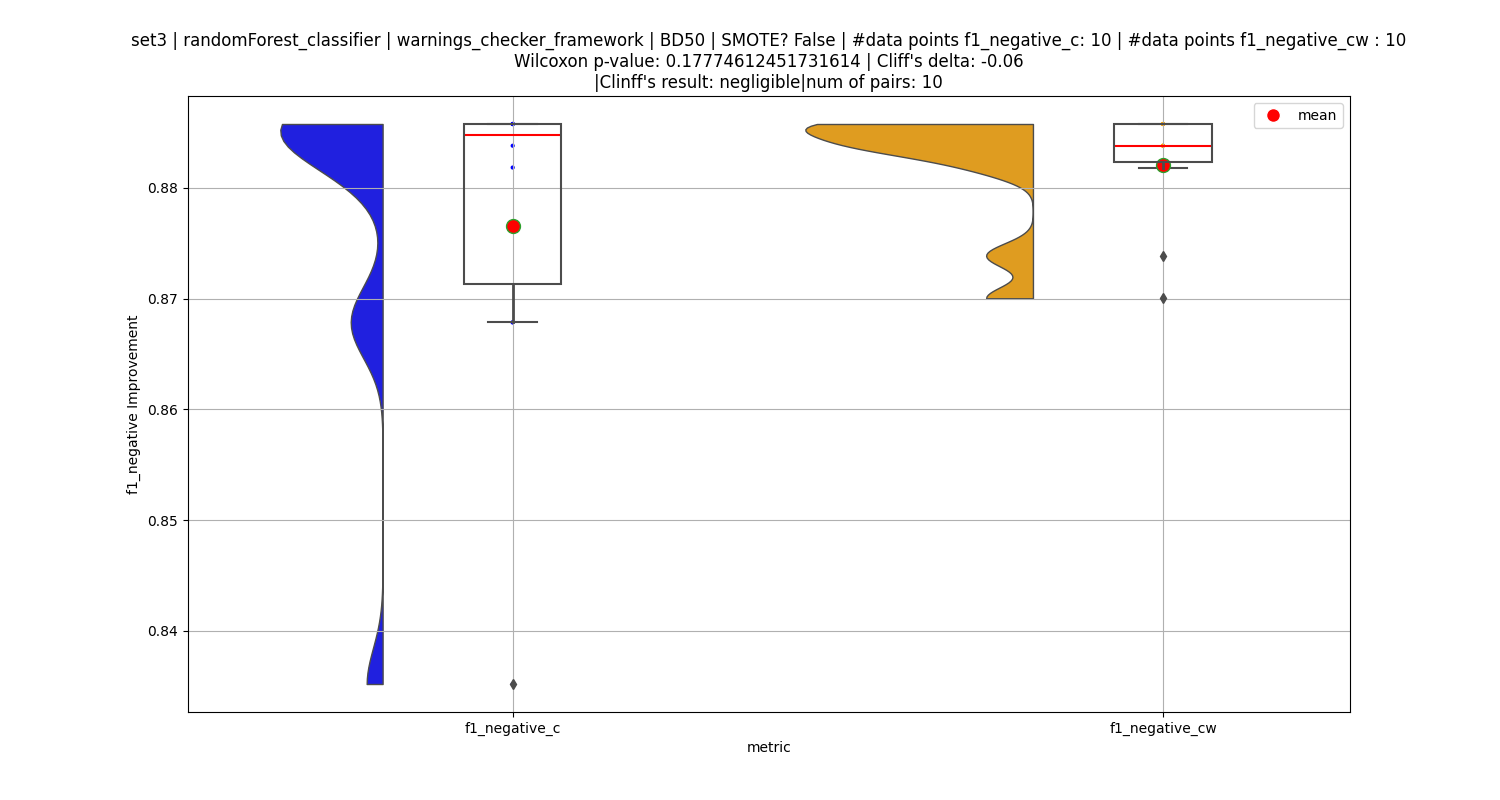 set3 | randomForest_classifier | warnings_checker_framework | BD50 | SMOTE? False | #data points f1_negative_c: 10 | #data points f1_negative_cw : 10
Wilcoxon p-value: 0.17774612451731614 | Cliff's delta: -0.06
|Clinff's result: negligible|num of pairs: 10
mean
0.88
0.87
0.86
0.85
0.84
f1_negative Improvement
f1_negative_c
f1_negative_cw
metric